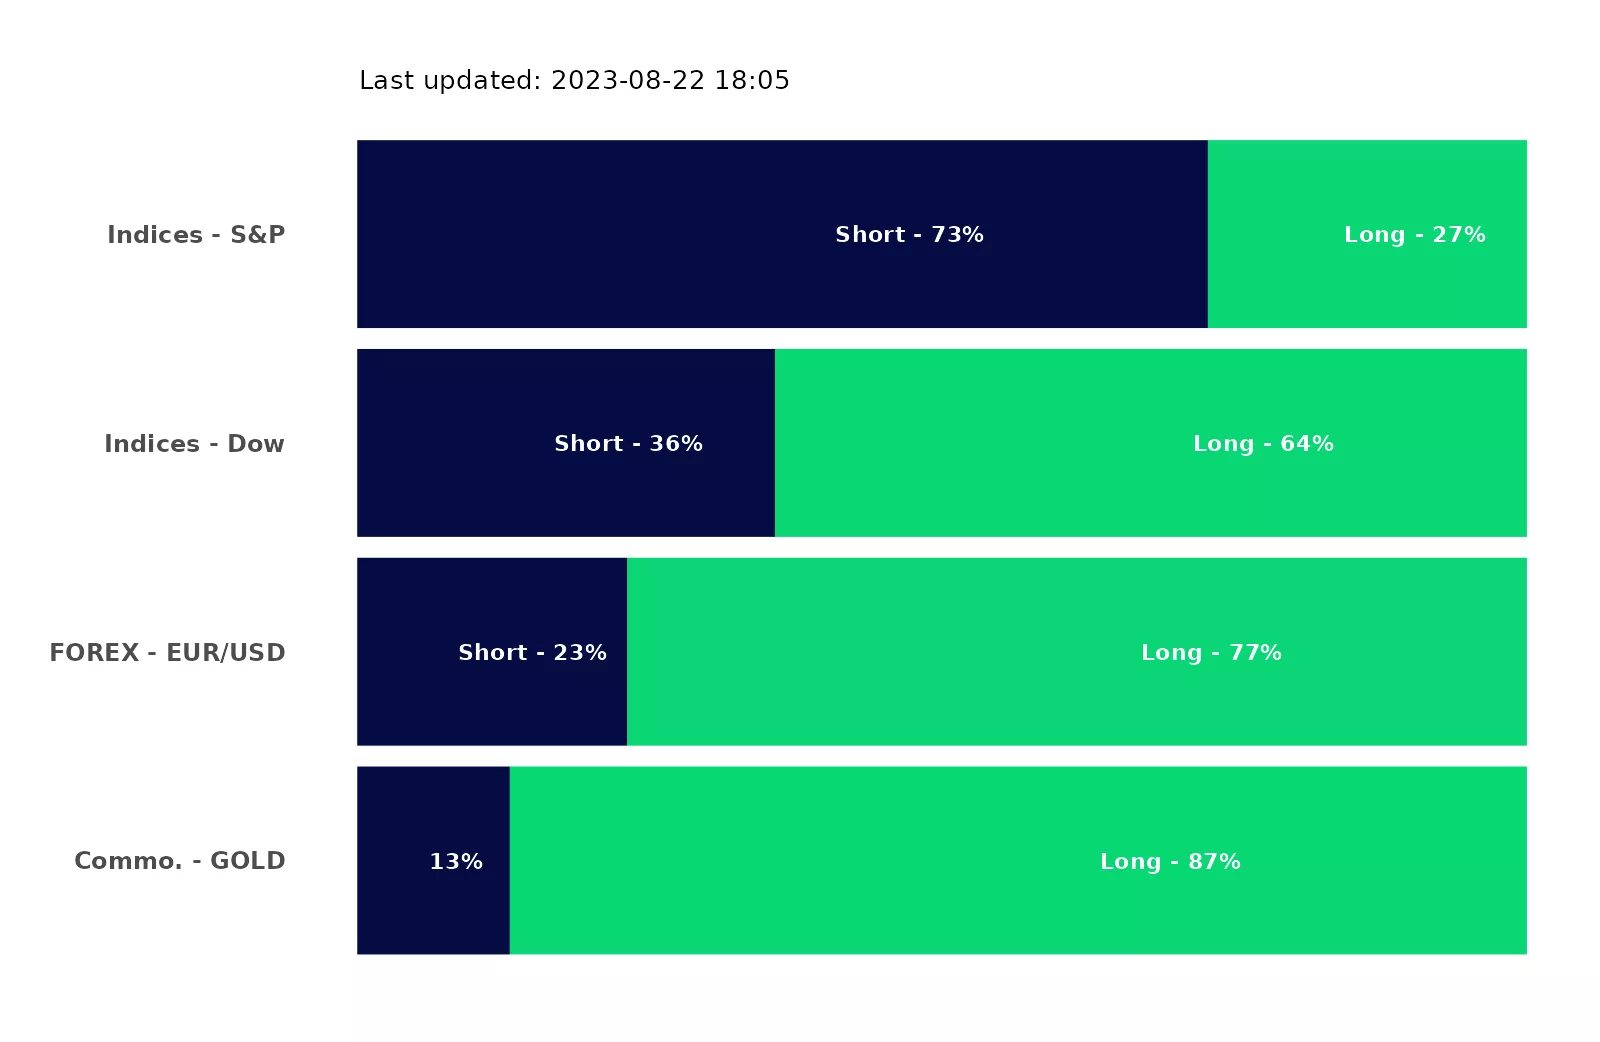 Last updated: 2023-08-22 18:05
Indices - S&P
Short - 73%
Long - 27%
Indices - Dow
Short - 36%
Long - 64%
FOREX - EUR/USD
Short - 23%
Long - 77%
Commo. - GOLD
13%
Long - 87%